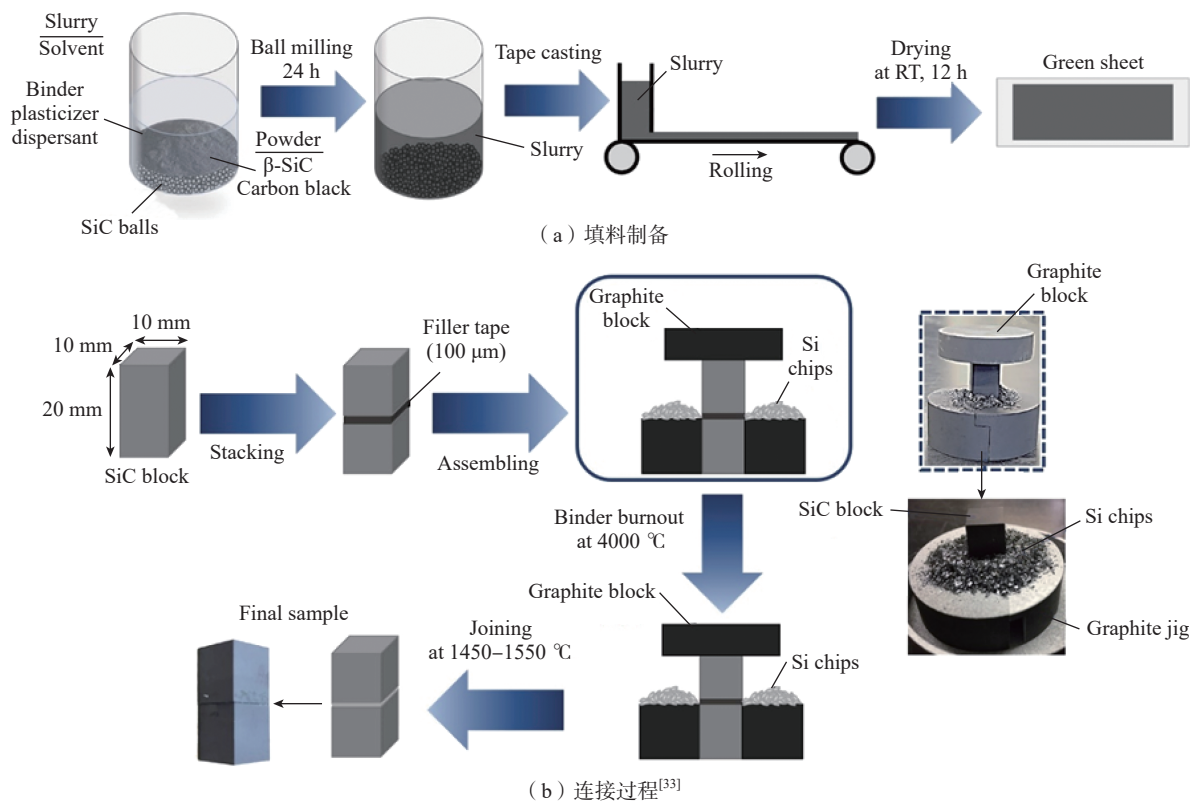 Slurry
Solvent
Binder
plasticizer
dispersant
SiC balls
Ball milling
24 h
Powder
β-SiC
Carbon black
Slurry
Tape casting
Slurry
Rolling
Drying
at RT, 12 h
Green sheet
（a）填料制备
10 mm
10 mm
20 mm
SiC block
Stacking
Filler tape
(100 μm)
Assembling
Graphite
block
Si
chips
Graphite
block
SiC block
Si chips
Graphite jig
Binder burnout
at 4000 ℃
Graphite block
Si chips
Joining
at 1450–1550 ℃
Final sample
（b）连接过程[33]